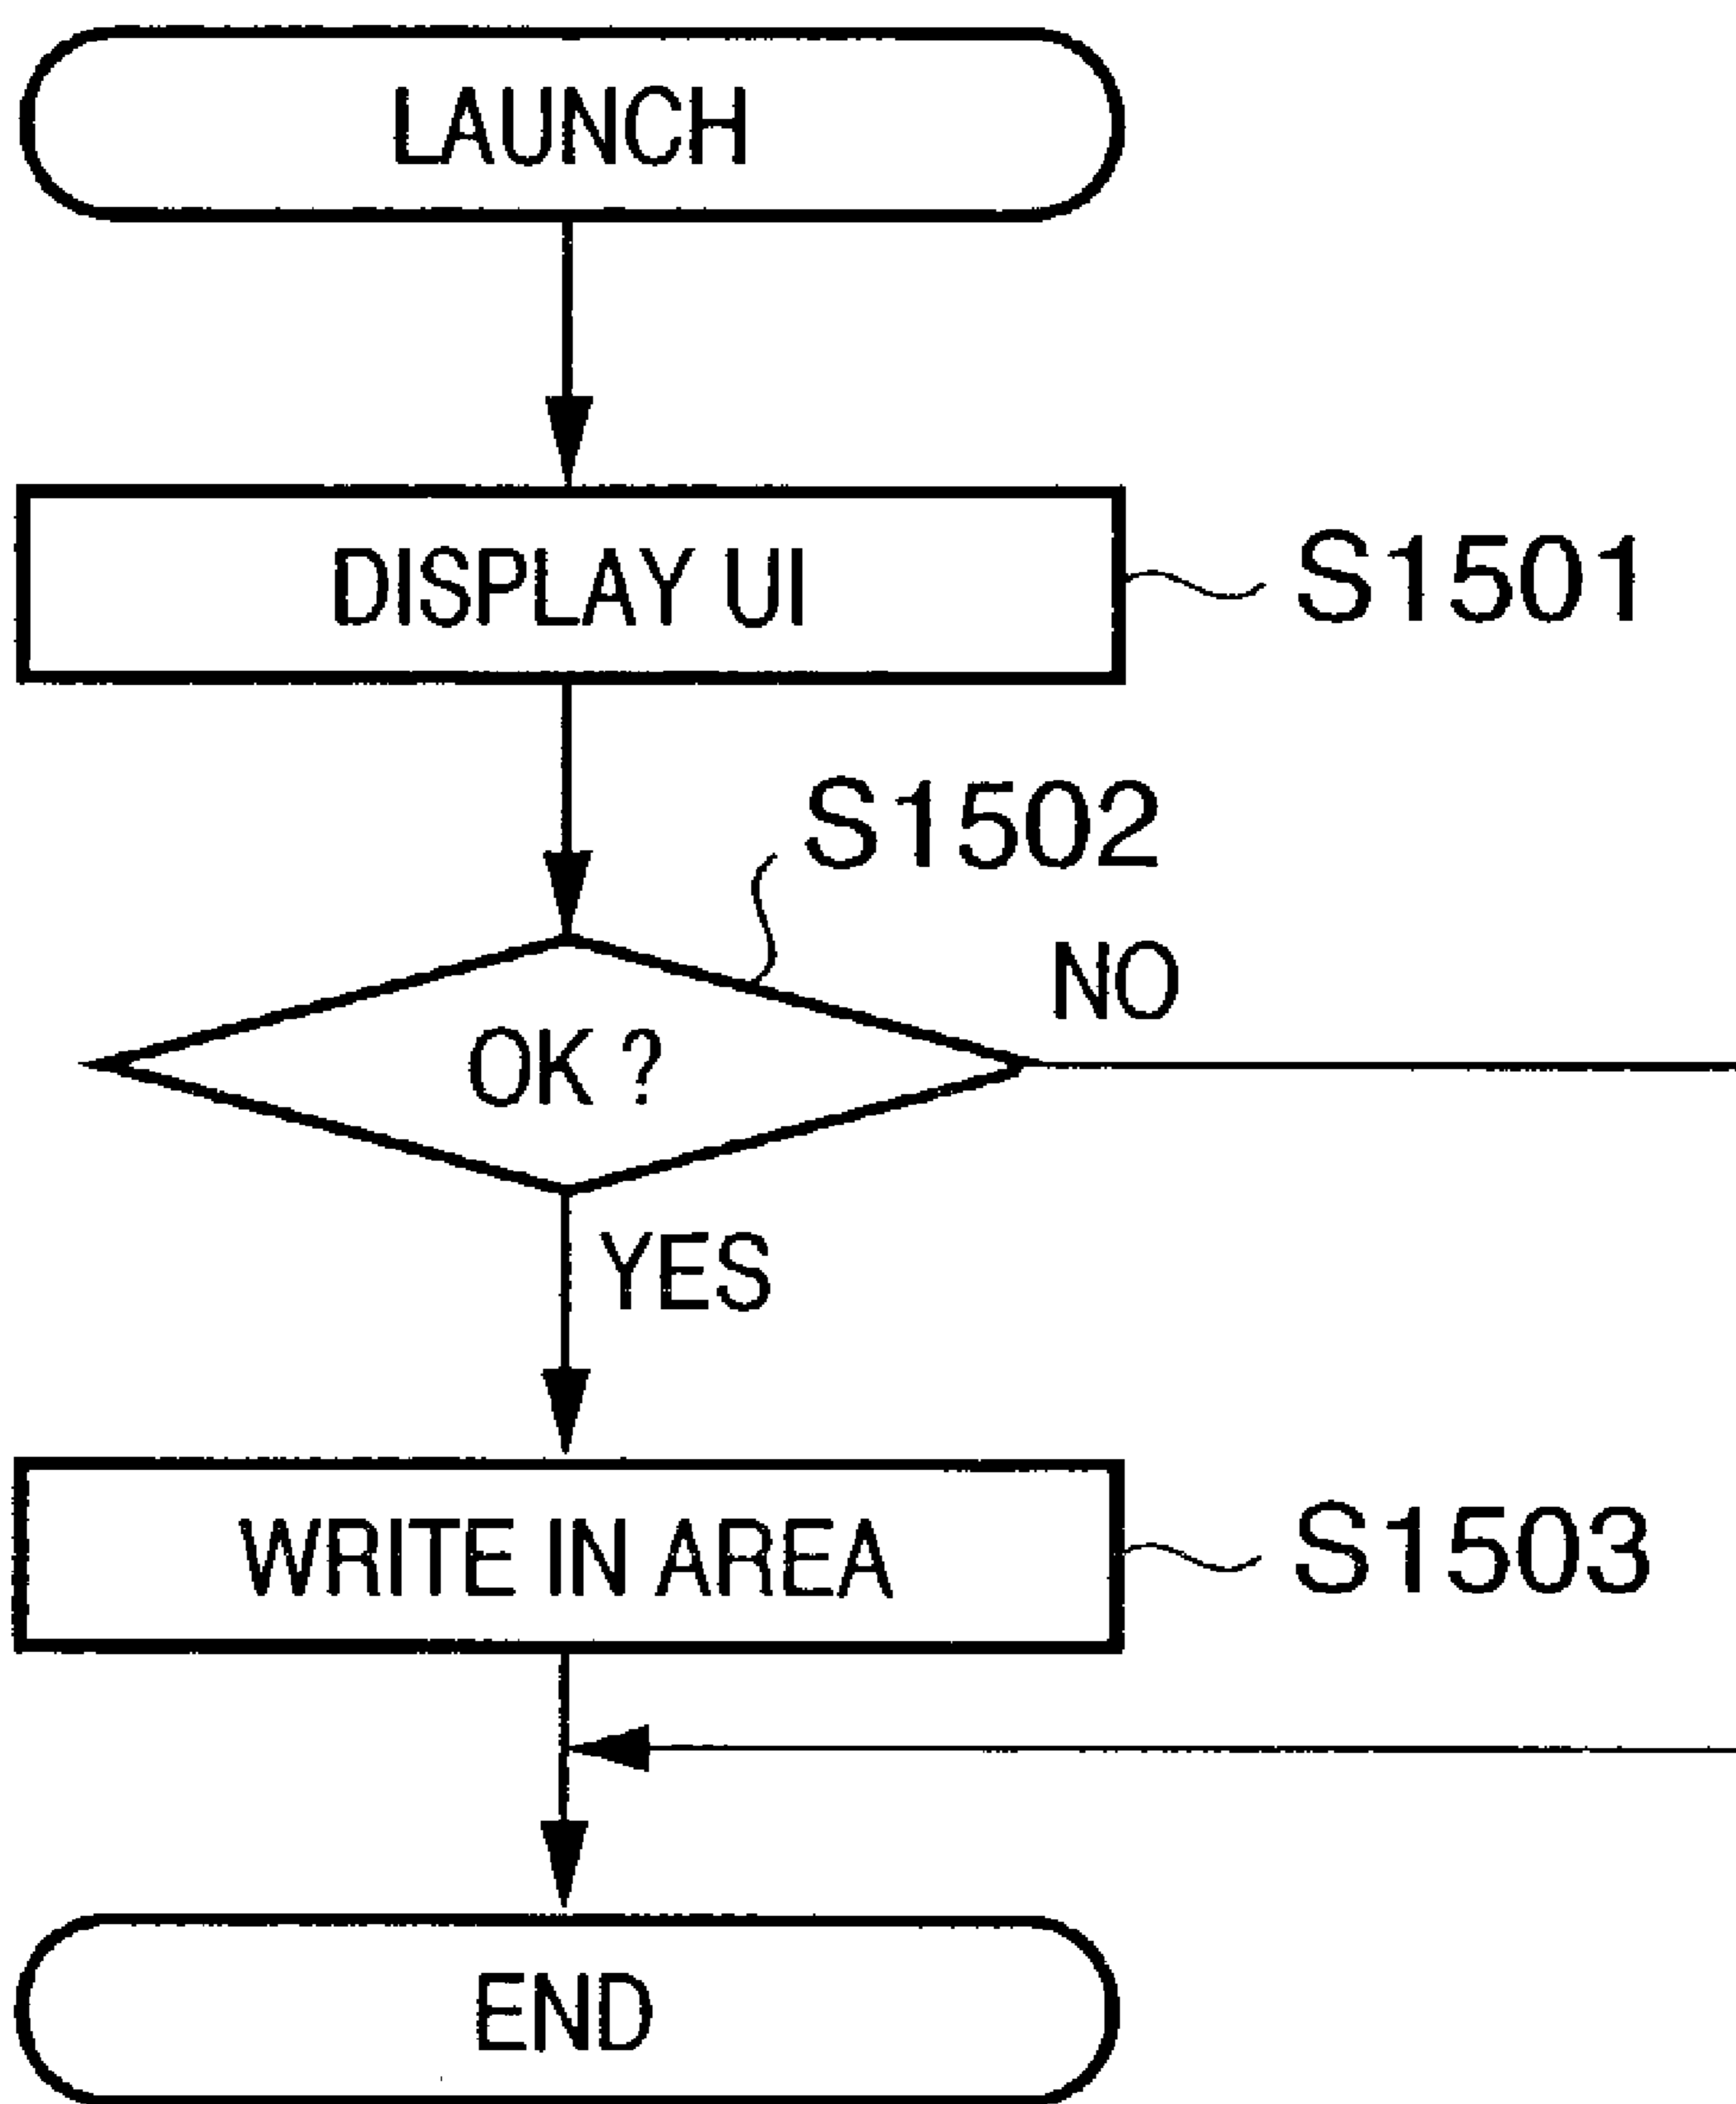 LAUNCH
DISPLAY UI
S1501
S1502
NO
OK ?
YES
WRITE IN AREA
S1503
END